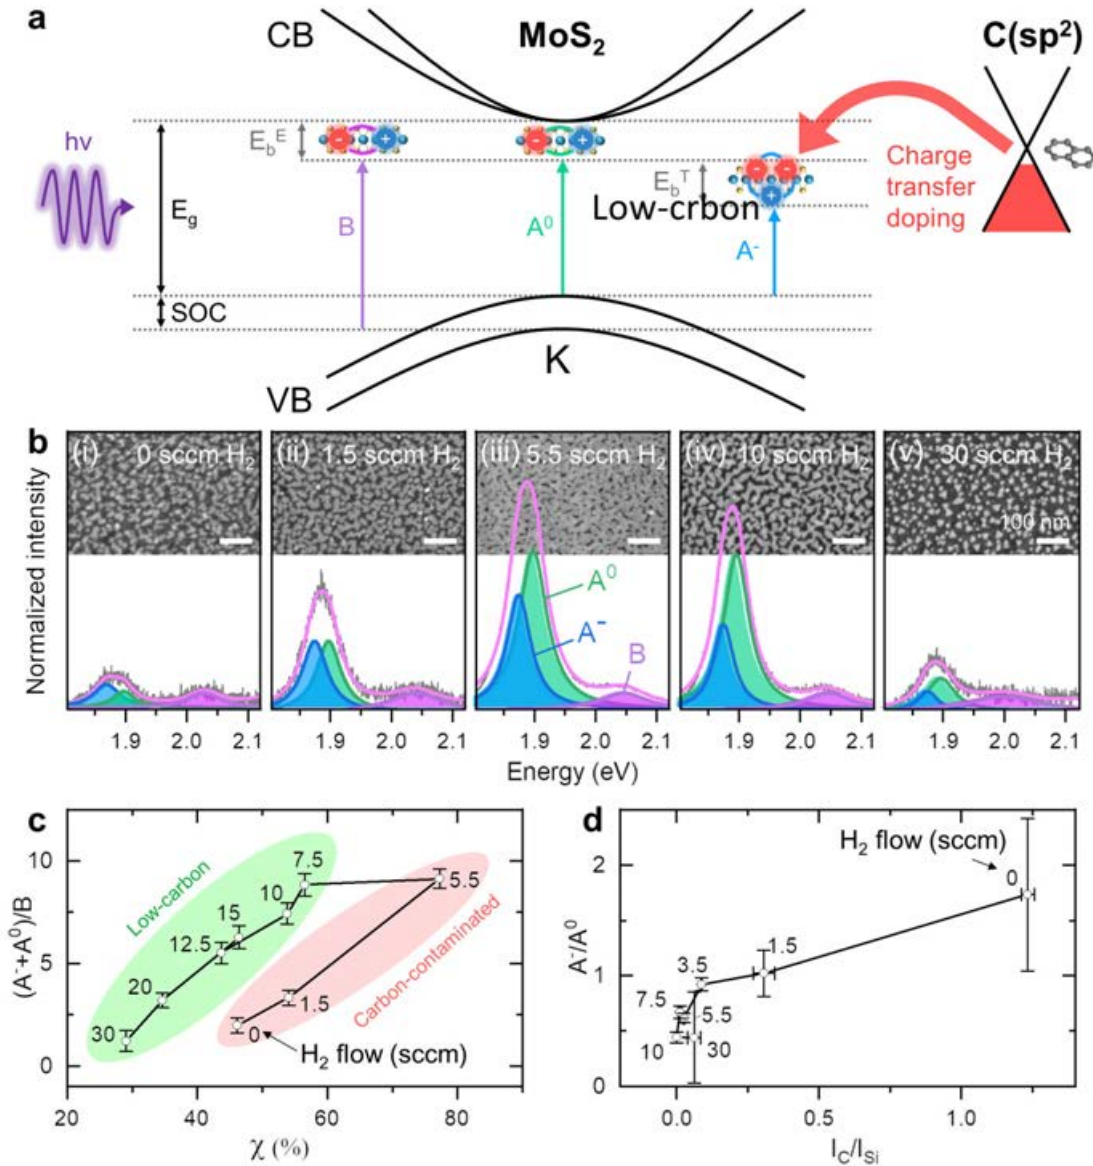 a
CB
MoS2
C(sp2)
hν
EbE
Eg
B
A0
EbT
Low-crbon
A-
Charge
transfer
doping
SOC
K
VB
b
(i) 0 sccm H2
(ii) 1.5 sccm H2
(iii) 5.5 sccm H2
(iv) 10 sccm H2
(v) 30 sccm H2
100 nm
Normalized intensity
A0
A-
B
1.9 2.0 2.1
1.9 2.0 2.1
1.9 2.0 2.1
1.9 2.0 2.1
1.9 2.0 2.1
Energy (eV)
c
(A-+A0)/B
10
5
0
Low-carbon
Carbon-contaminated
7.5
10
15
12.5
20
30
5.5
1.5
0
H2 flow (sccm)
20 40 60 80
χ (%)
d
A-/A0
2
1
0
H2 flow (sccm)
0
1.5
3.5
7.5
5.5
10
30
0.0 0.5 1.0
IC/ISi